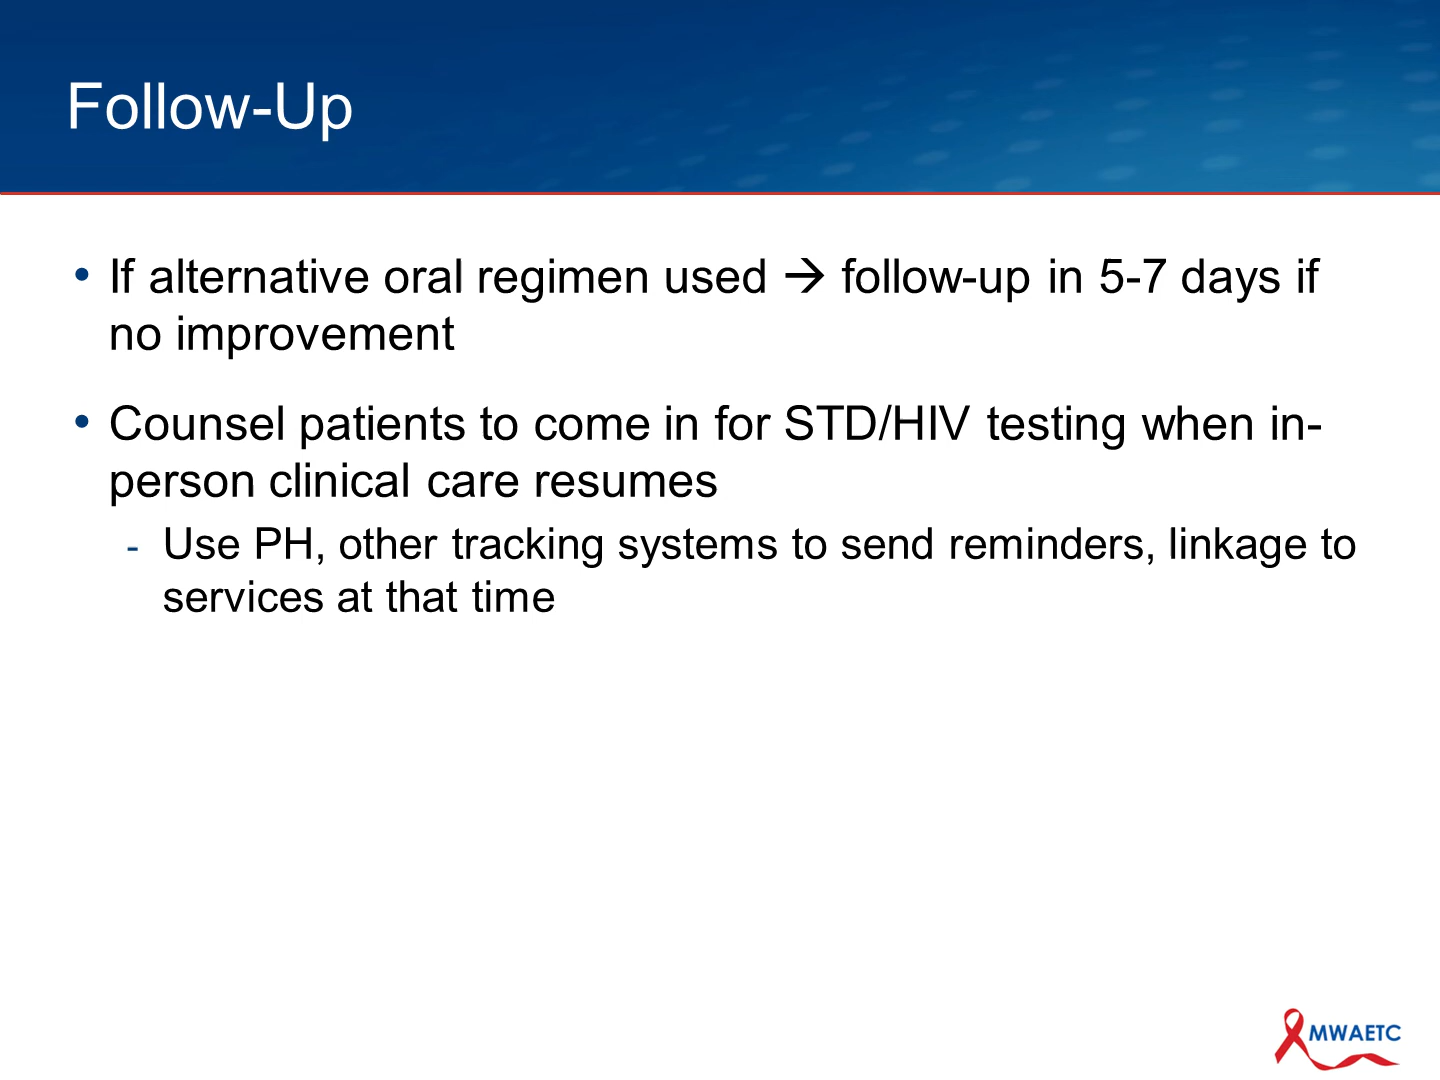 Follow-Up
• If alternative oral regimen used → follow-up in 5-7 days if
no improvement
• Counsel patients to come in for STD/HIV testing when in-
person clinical care resumes
- Use PH, other tracking systems to send reminders, linkage to
services at that time
MWAETC